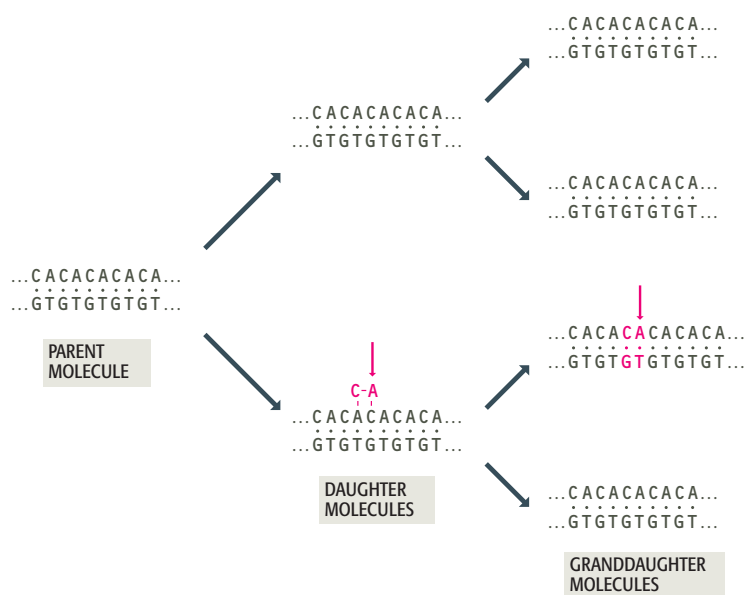 ...CACACACACA...
...GTGTGTGTGT...
PARENT
MOLECULE
...CACACACACA...
...GTGTGTGTGT...
C-A
...CACACACACA...
...GTGTGTGTGT...
DAUGHTER
MOLECULES
...CACACACACA...
...GTGTGTGTGT...
...CACACACACA...
...GTGTGTGTGT...
...CACACACACACA...
...GTGTGTGTGTGT...
...CACACACACA...
...GTGTGTGTGT...
GRANDDAUGHTER
MOLECULES